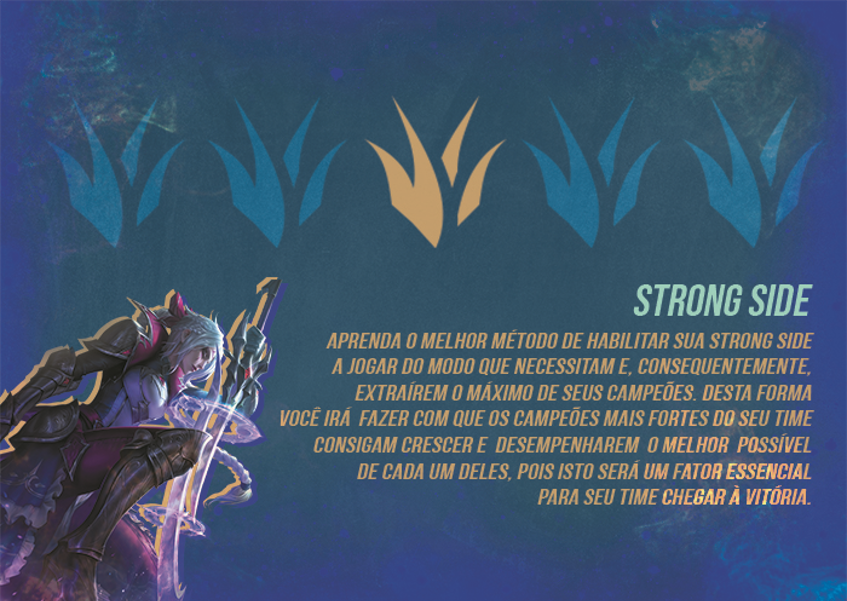 STRONG SIDE
APRENDA O MELHOR MÉTODO DE HABILITAR SUA STRONG SIDE
A JOGAR DO MODO QUE NECESSITAM E, CONSEQUENTEMENTE,
EXTRAÍREM O MÁXIMO DE SEUS CAMPEÕES. DESTA FORMA
VOCÊ IRÁ FAZER COM QUE OS CAMPEÕES MAIS FORTES DO SEU TIME
CONSIGAM CRESCER E DESEMPENHAREM O MELHOR POSSÍVEL
DE CADA UM DELES, POIS ISTO SERÁ UM FATOR ESSENCIAL
PARA SEU TIME CHEGAR À VITÓRIA.